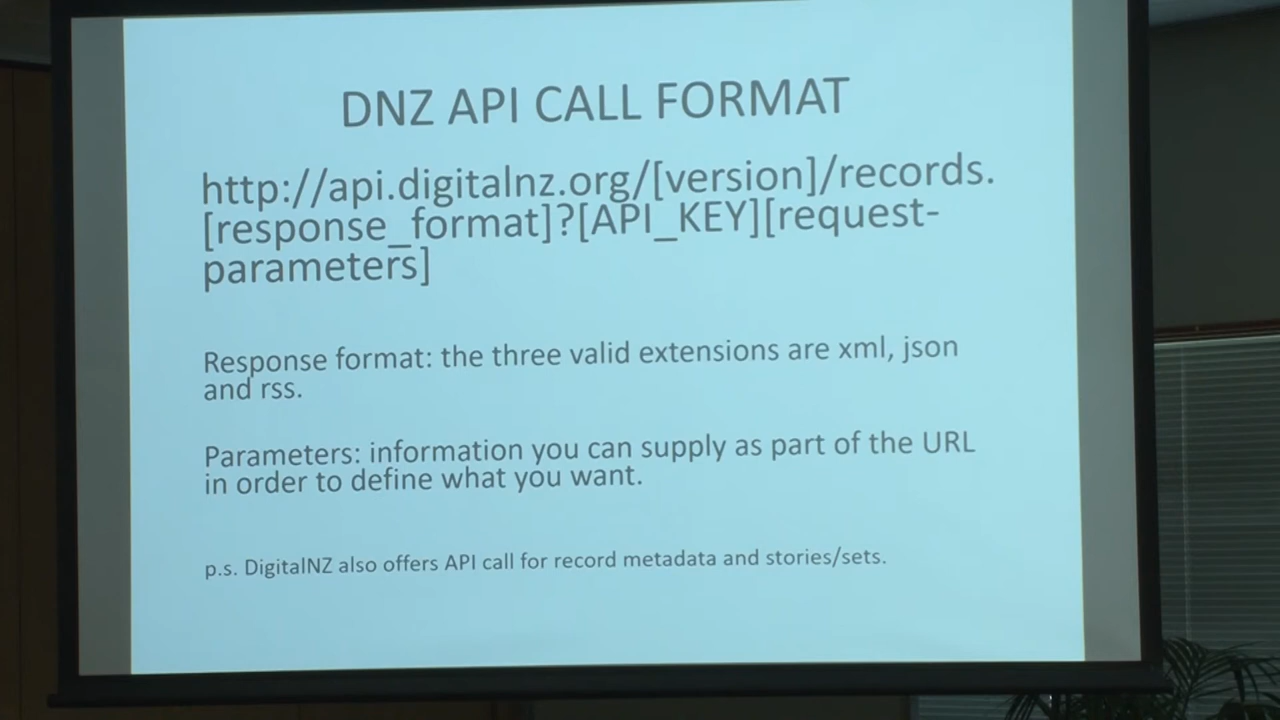 DNZ API CALL FORMAT
http://api.digitalnz.org/[version]/records.
[response_format]?[API_KEY][request-
parameters]
Response format: the three valid extensions are xml, json
and rss.
Parameters: information you can supply as part of the URL
in order to define what you want.
p.s. DigitalNZ also offers API call for record metadata and stories/sets.